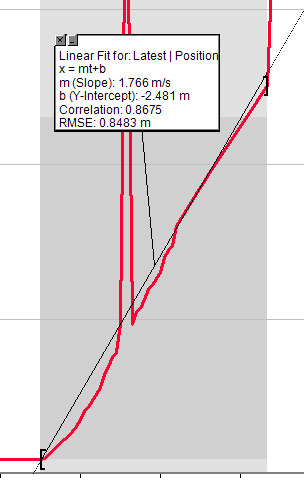 Linear Fit for: Latest | Position
x = mt+b
m (Slope): 1.766 m/s
b (Y-Intercept): -2.481 m
Correlation: 0.8675
RMSE: 0.8483 m